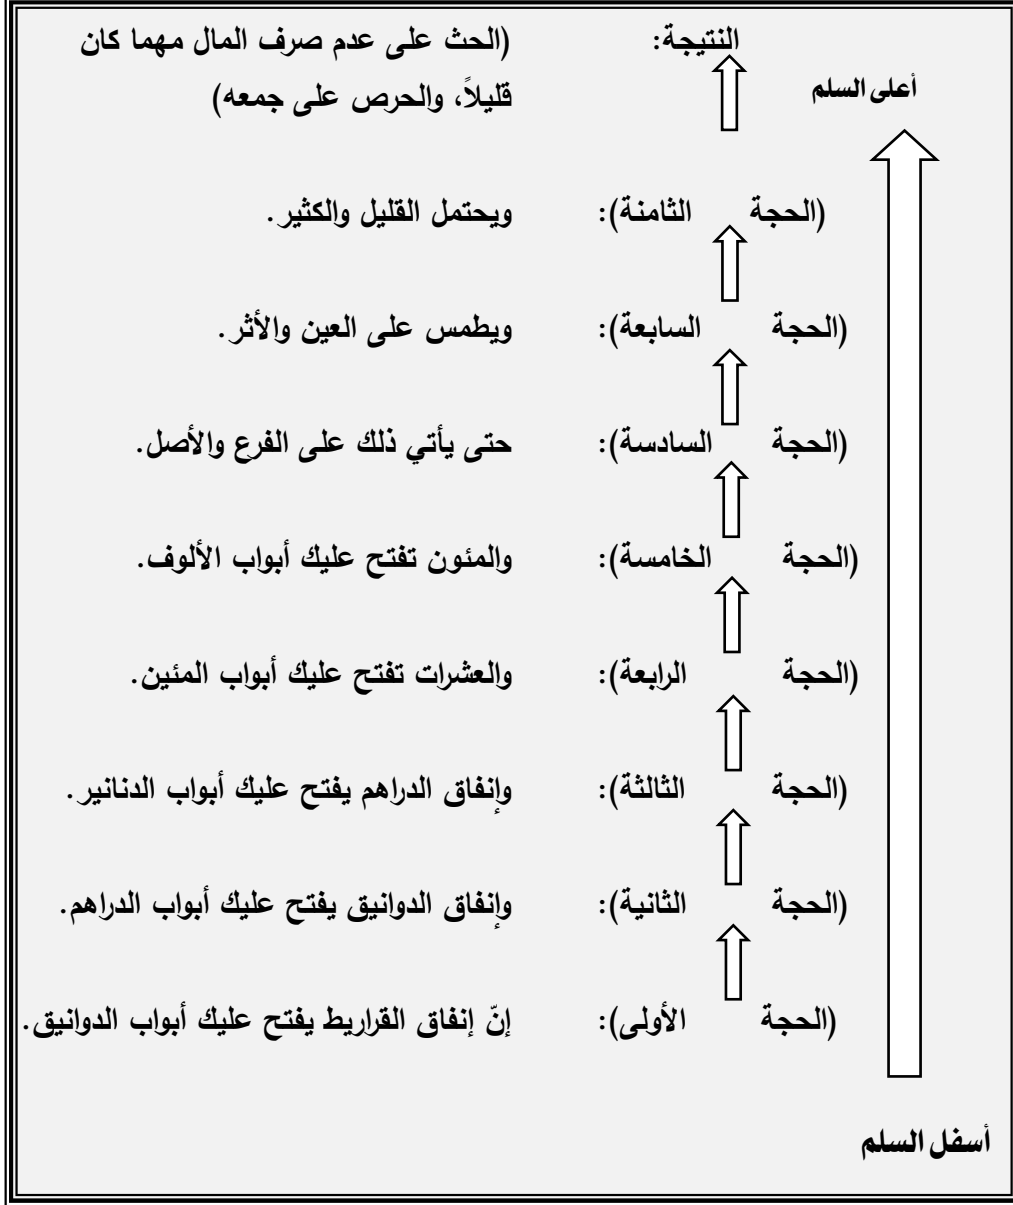 النتيجة: (الحث على عدم صرف المال مهما كان
قليلاً، والحرص على جمعه)
أعلى السلم
(الحجة الثامنة): ويحتمل القليل والكثير.
(الحجة السابعة): ويطمس على العين والأثر.
(الحجة السادسة): حتى يأتي ذلك على الفرع والأصل.
(الحجة الخامسة): والمئون تفتح عليك أبواب الألوف.
(الحجة الرابعة): والعشرات تفتح عليك أبواب المئين.
(الحجة الثالثة): وإنفاق الدراهم يفتح عليك أبواب الدنانير.
(الحجة الثانية): وإنفاق الدوانيق يفتح عليك أبواب الدراهم.
(الحجة الأولى): إنّ إنفاق القراريط يفتح عليك أبواب الدوانيق.
أسفل السلم